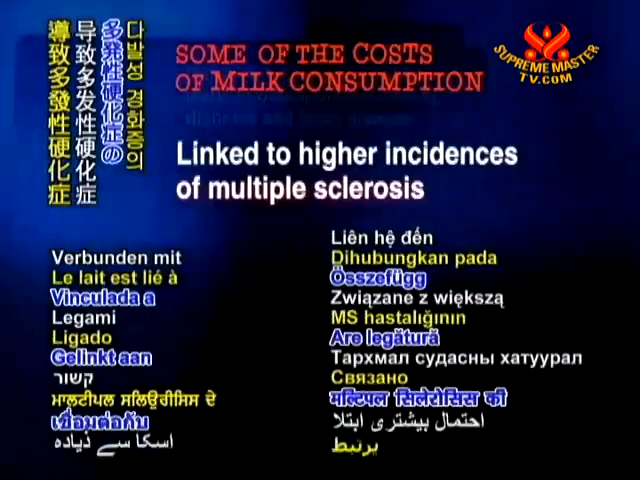 SOME OF THE COSTS
OF MILK CONSUMPTION
SUPREME MASTER
TV.COM
Linked to higher incidences
of multiple sclerosis
다발성 경화증의
多発性硬化症の
导致多发性硬化症
導致多發性硬化症
Verbunden mit
Le lait est lié à
Vinculada a
Legami
Ligado
Gelinkt aan
קשור
ਮਾਲਟੀਪਲ ਸਲਿਊਰੀਸਿਸ ਦੇ
เชื่อมต่อกับ
اسکا سے ذیادہ
Liên hệ đến
Dihubungkan pada
Összefügg
Związane z większą
MS hastalığının
Are legătură
Тархмал судасны хатуурал
Связано
मल्टिपल सिलेरोसिस की
احتمال بیشتری ابتلا
يرتبط